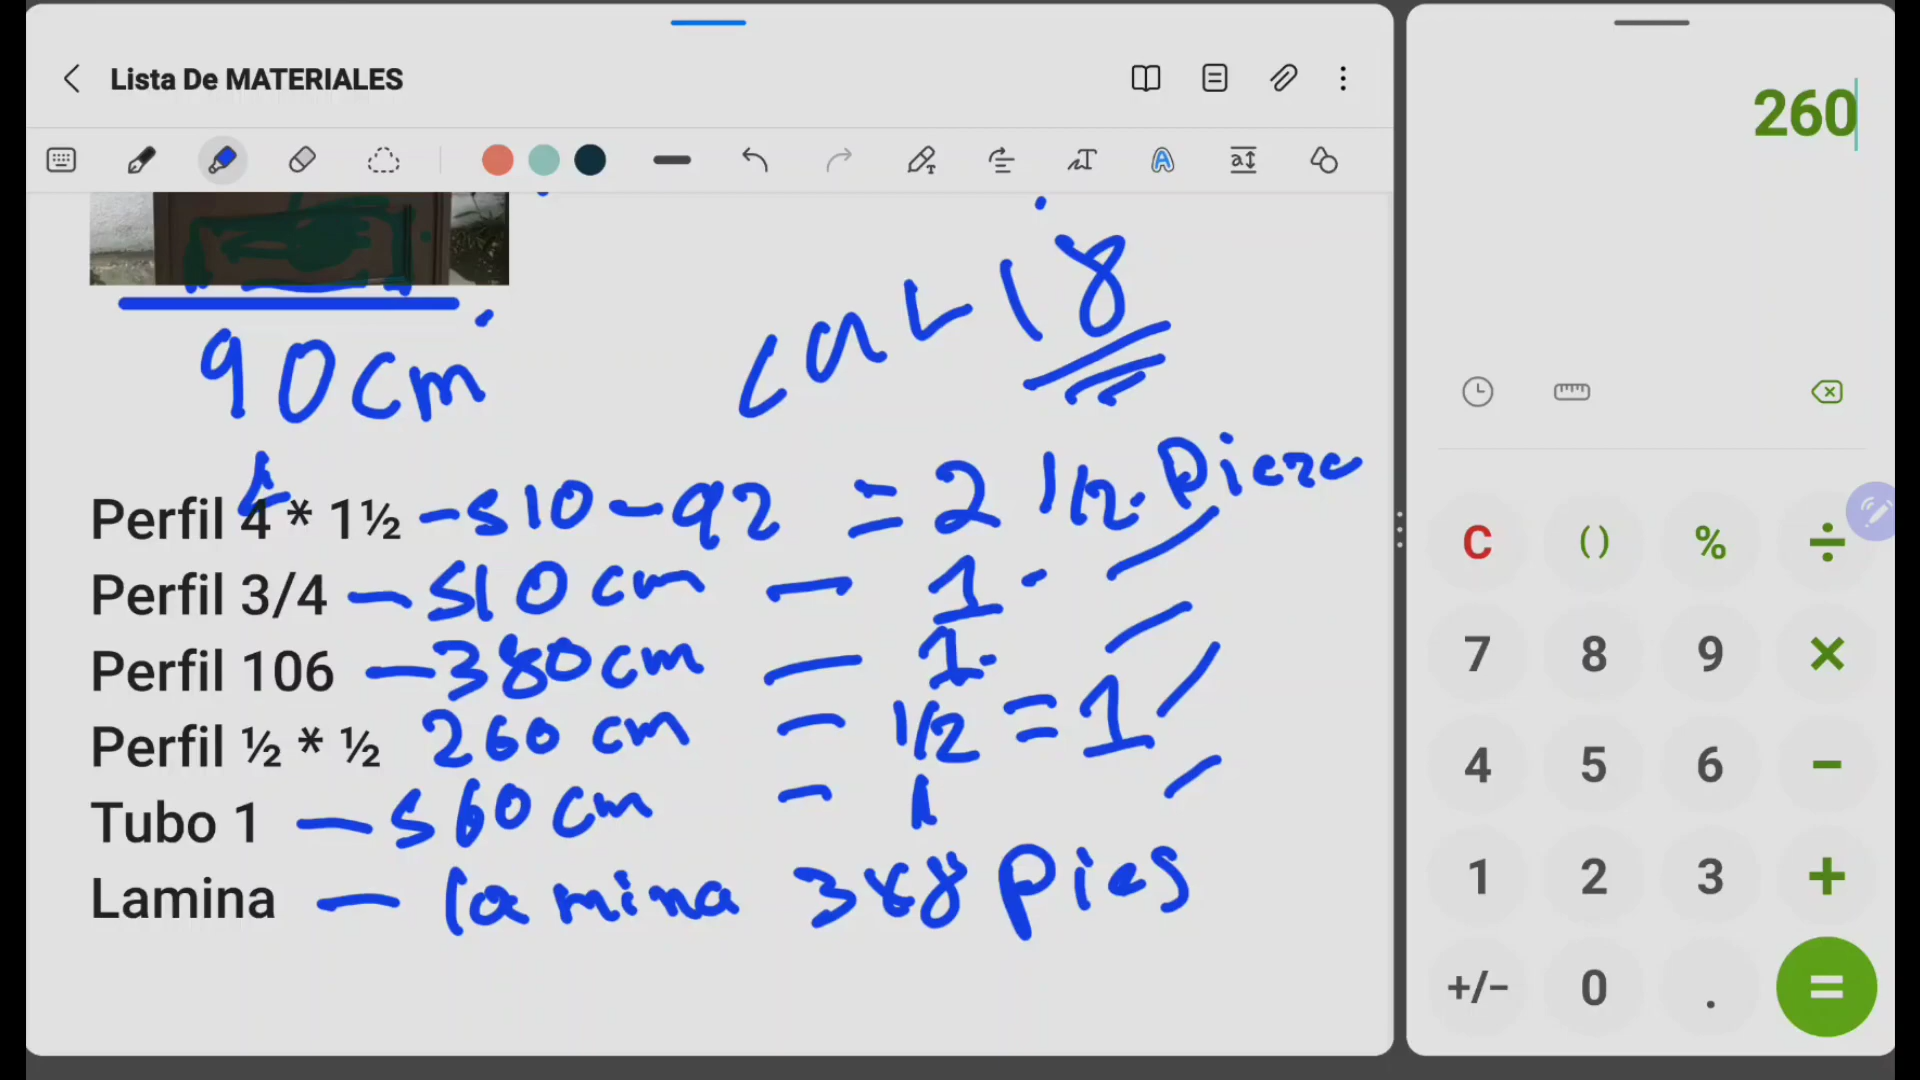 Lista De MATERIALES
260
90cm
cal 18
Perfil 4 * 1½ - 510 - 92 = 2 1/2. Pieze
Perfil 3/4 - 510 cm - 1.
Perfil 106 - 380 cm - 1.
Perfil ½ * ½ 260 cm = 1/2 = 1
Tubo 1 - 560 cm - 1
Lamina - lamina 3x8 Pies
C () % ÷
7 8 9 ×
4 5 6 −
1 2 3 +
+/− 0 . =